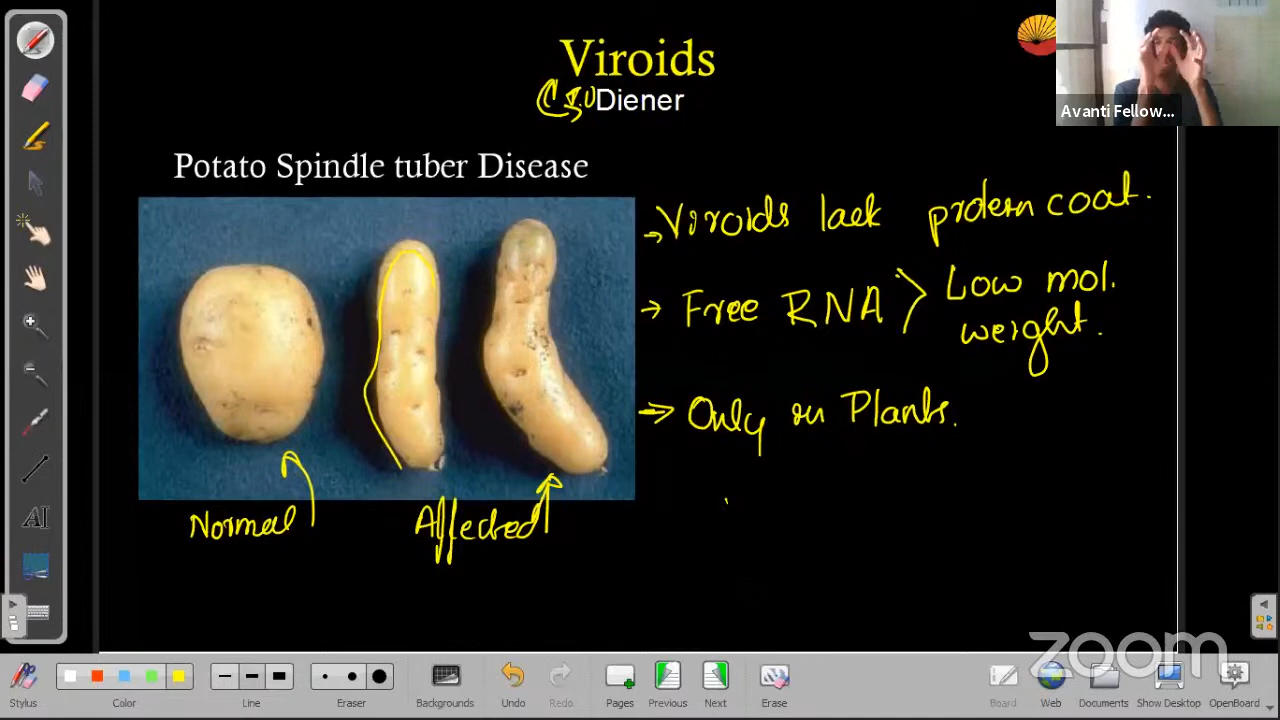 Viroids
Diener
Avanti Fellow...
Potato Spindle tuber Disease
→ Viroids lack protein coat.
→ Free RNA > Low mol.
weight.
→ Only in Plants.
Normal
Affected
zoom
Stylus
Color
Line
Eraser
Backgrounds
Undo
Redo
Pages
Previous
Next
Erase
Board
Web
Documents
Show Desktop
OpenBoard